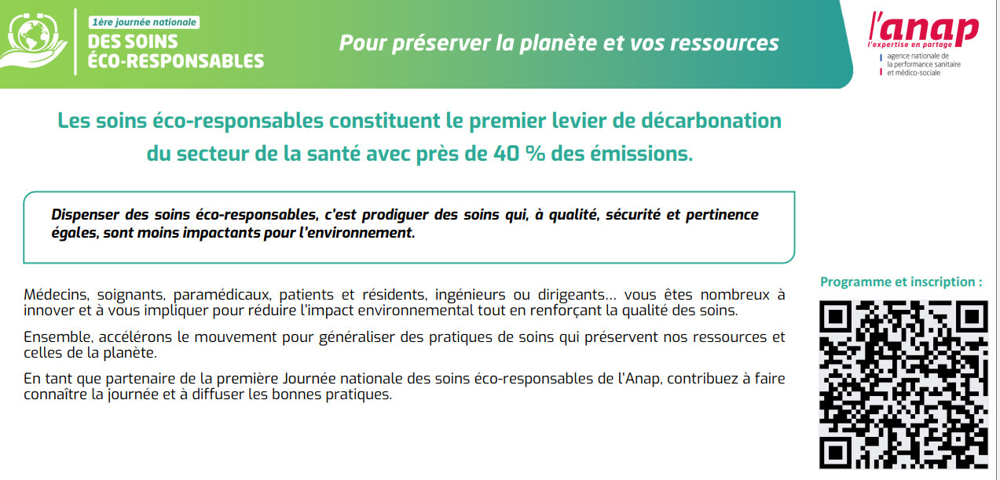 1ère journée nationale
DES SOINS
ÉCO-RESPONSABLES
Pour préserver la planète et vos ressources
l'anap
l'expertise en partage
agence nationale de
la performance sanitaire
et médico-sociale
Les soins éco-responsables constituent le premier levier de décarbonation
du secteur de la santé avec près de 40 % des émissions.
Dispenser des soins éco-responsables, c'est prodiguer des soins qui, à qualité, sécurité et pertinence
égales, sont moins impactants pour l'environnement.
Médecins, soignants, paramédicaux, patients et résidents, ingénieurs ou dirigeants… vous êtes nombreux à
innover et à vous impliquer pour réduire l'impact environnemental tout en renforçant la qualité des soins.
Ensemble, accélérons le mouvement pour généraliser des pratiques de soins qui préservent nos ressources et
celles de la planète.
En tant que partenaire de la première Journée nationale des soins éco-responsables de l'Anap, contribuez à faire
connaître la journée et à diffuser les bonnes pratiques.
Programme et inscription :